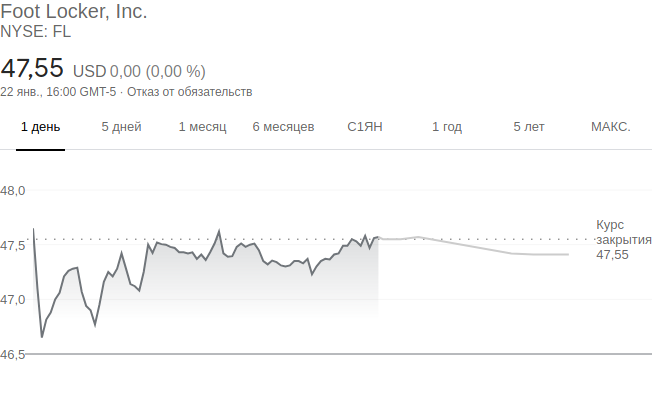 Foot Locker, Inc.
NYSE: FL
47,55 USD 0,00 (0,00 %)
22 янв., 16:00 GMT-5 · Отказ от обязательств
1 день 5 дней 1 месяц 6 месяцев С1ЯН 1 год 5 лет МАКС.
48,0
47,5
47,0
46,5
Курс
закрытия
47,55